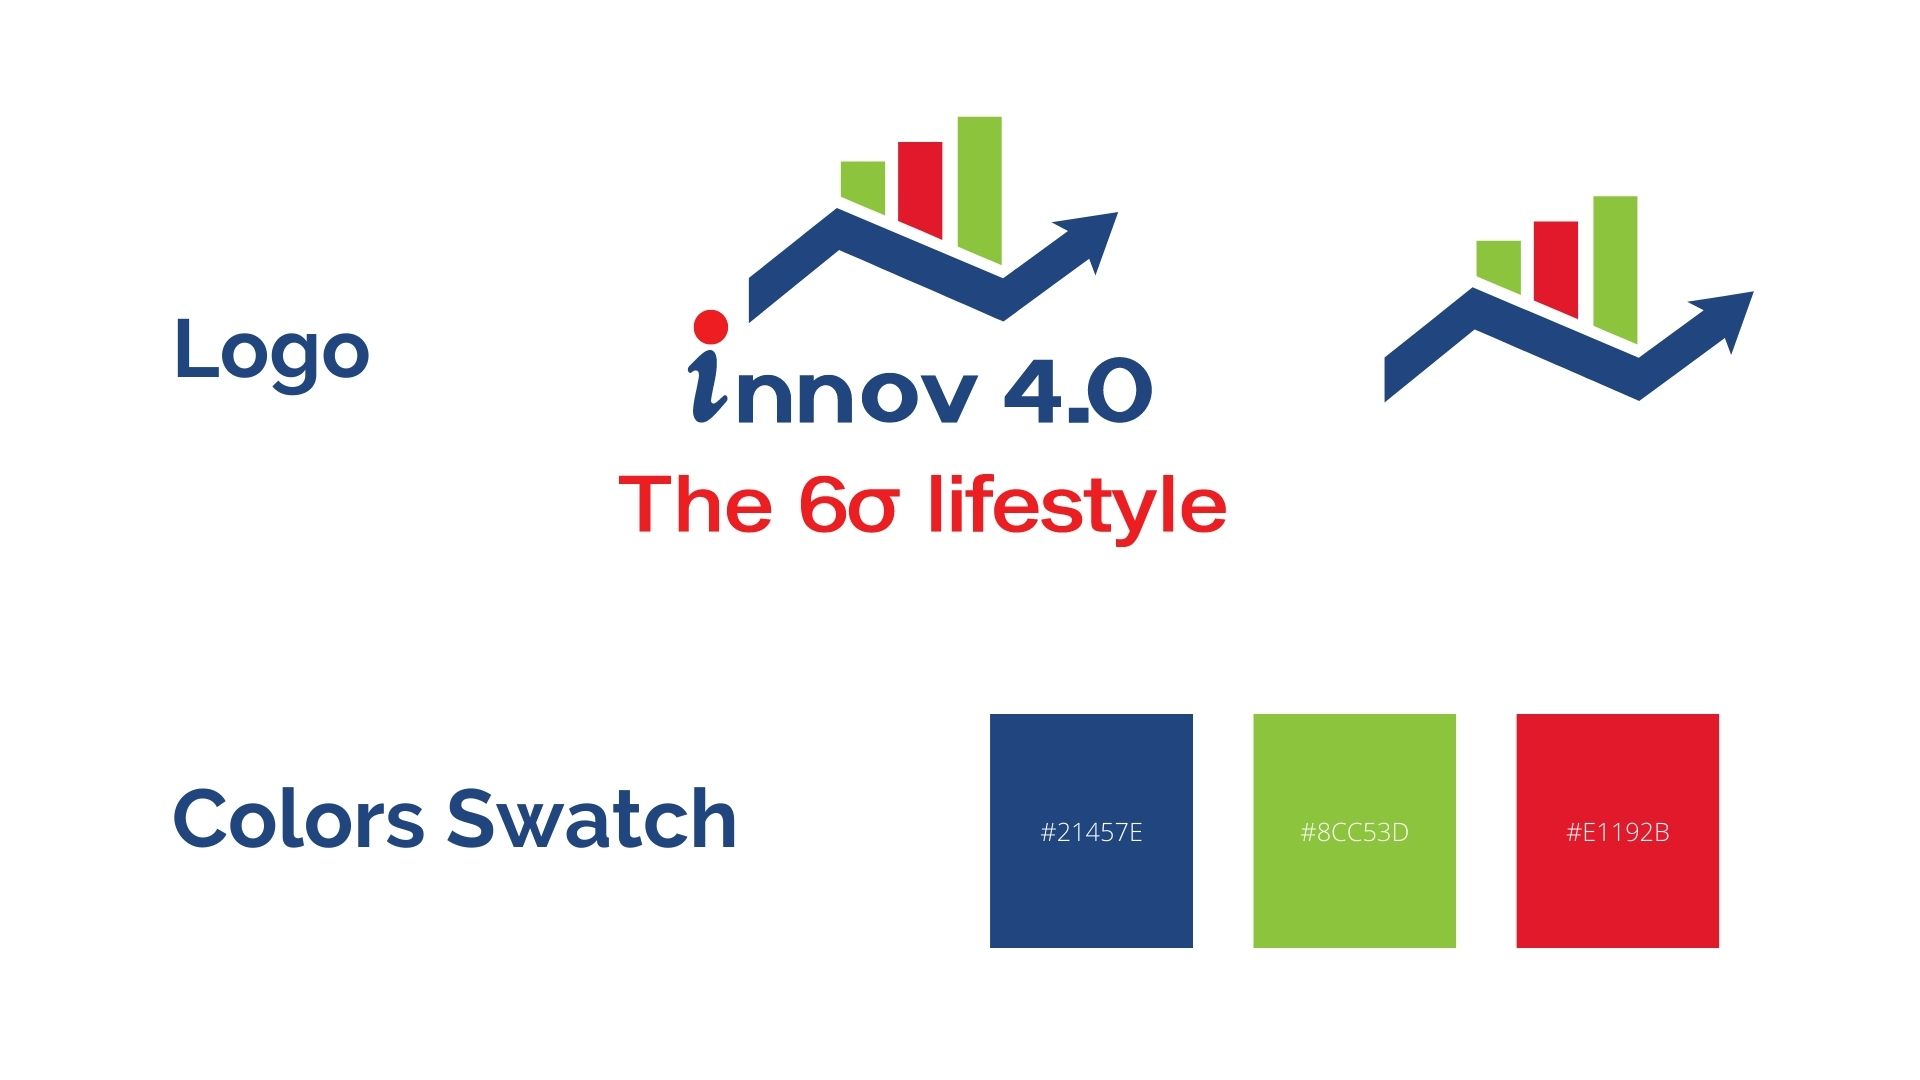 Logo
innov 4.0
The 6σ lifestyle
Colors Swatch
#21457E
#8CC53D
#E1192B